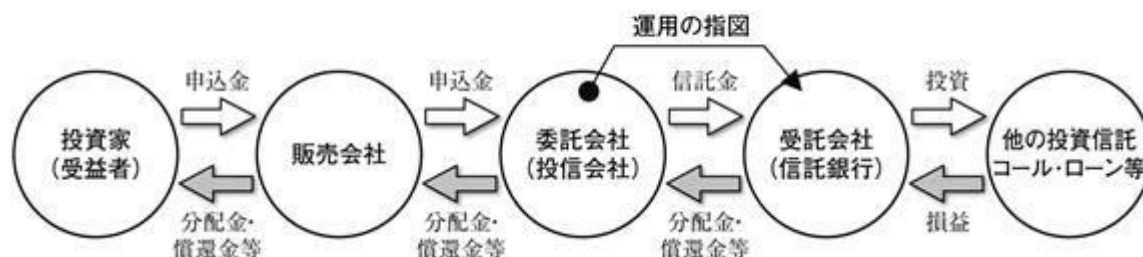 運用の指図
申込金
申込金
信託金
投資
投資家
(受益者)
販売会社
委託会社
(投信会社)
受託会社
(信託銀行)
他の投資信託
コール・ローン等
分配金・
償還金等
分配金・
償還金等
分配金・
償還金等
損益